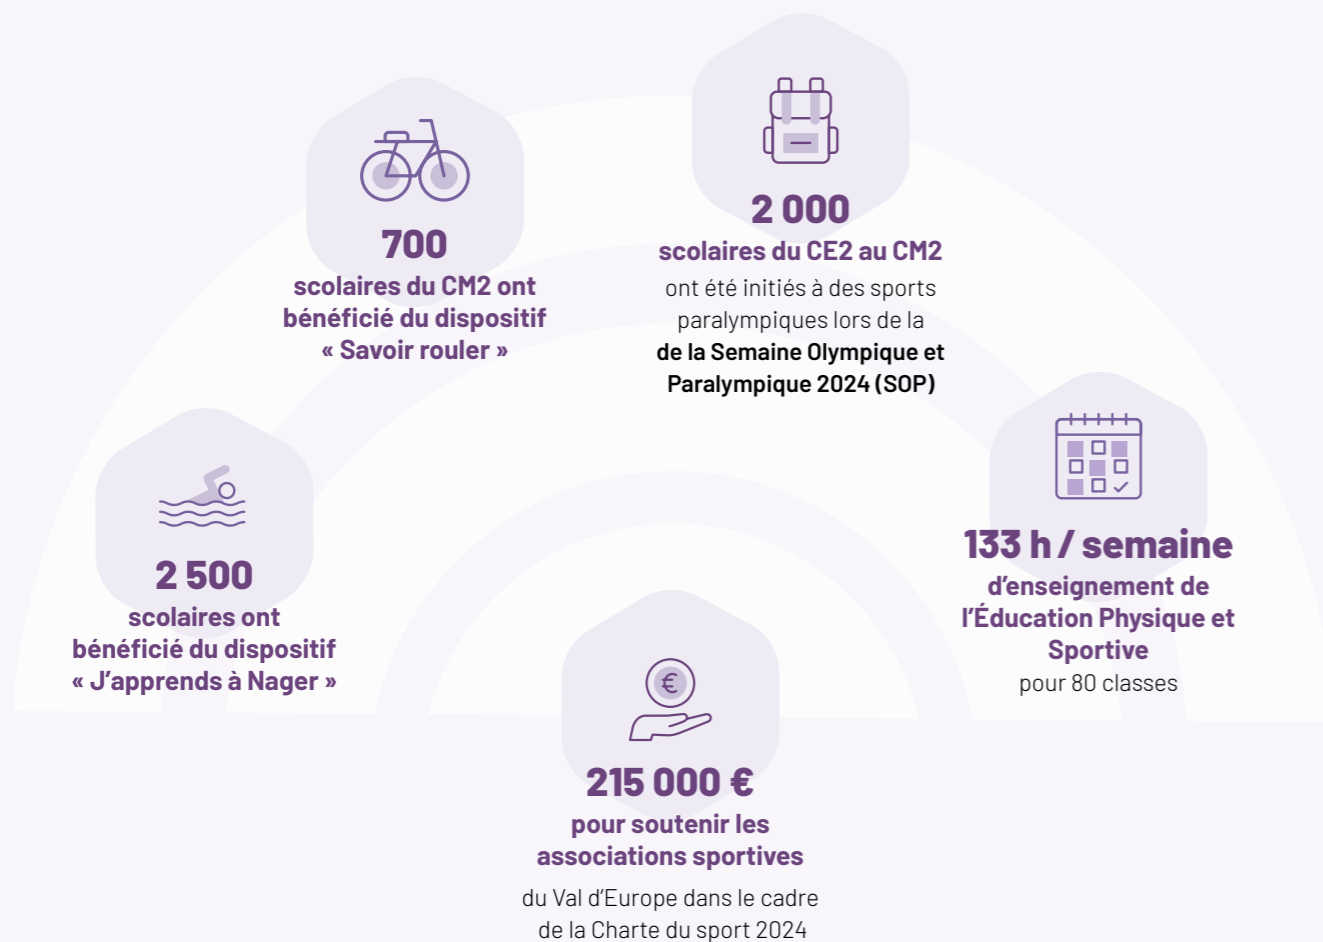 700
scolaires du CM2 ont
bénéficié du dispositif
« Savoir rouler »
2 000
scolaires du CE2 au CM2
ont été initiés à des sports
paralympiques lors de la
de la Semaine Olympique et
Paralympique 2024 (SOP)
2 500
scolaires ont
bénéficié du dispositif
« J'apprends à Nager »
133 h / semaine
d'enseignement de
l'Éducation Physique et
Sportive
pour 80 classes
€
215 000 €
pour soutenir les
associations sportives
du Val d'Europe dans le cadre
de la Charte du sport 2024